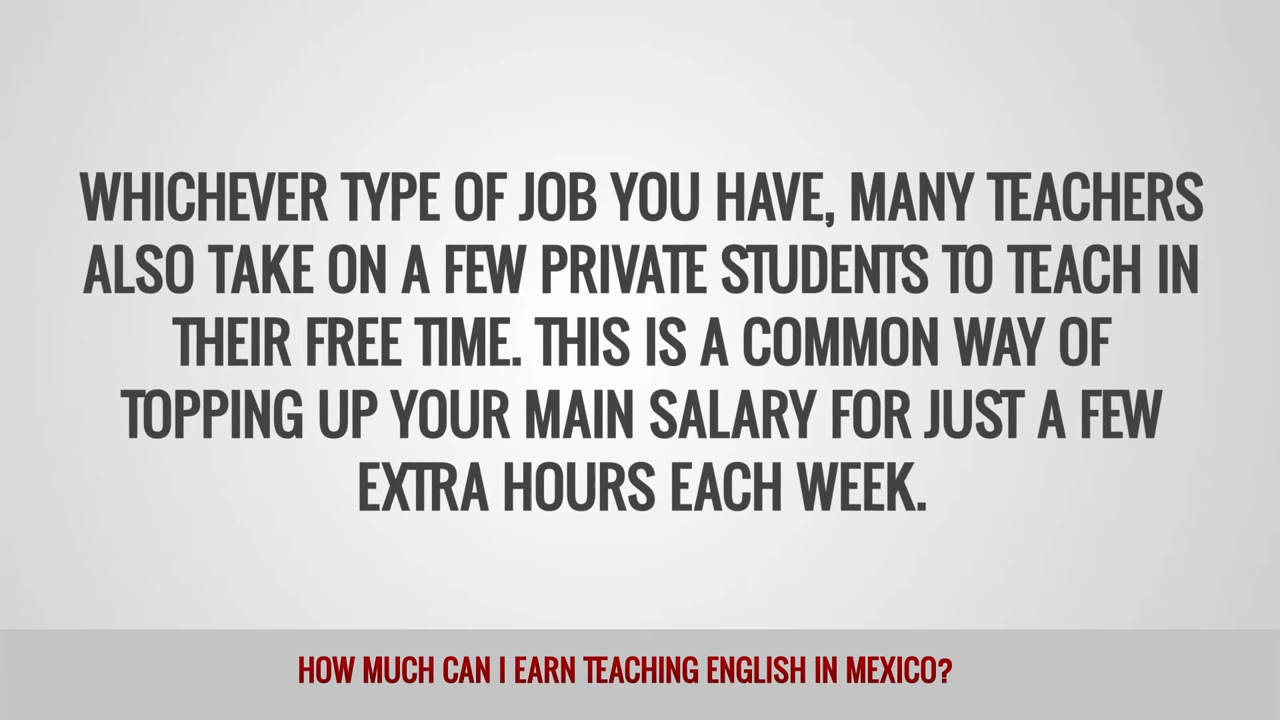 WHICHEVER TYPE OF JOB YOU HAVE, MANY TEACHERS
ALSO TAKE ON A FEW PRIVATE STUDENTS TO TEACH IN
THEIR FREE TIME. THIS IS A COMMON WAY OF
TOPPING UP YOUR MAIN SALARY FOR JUST A FEW
EXTRA HOURS EACH WEEK.
HOW MUCH CAN I EARN TEACHING ENGLISH IN MEXICO?